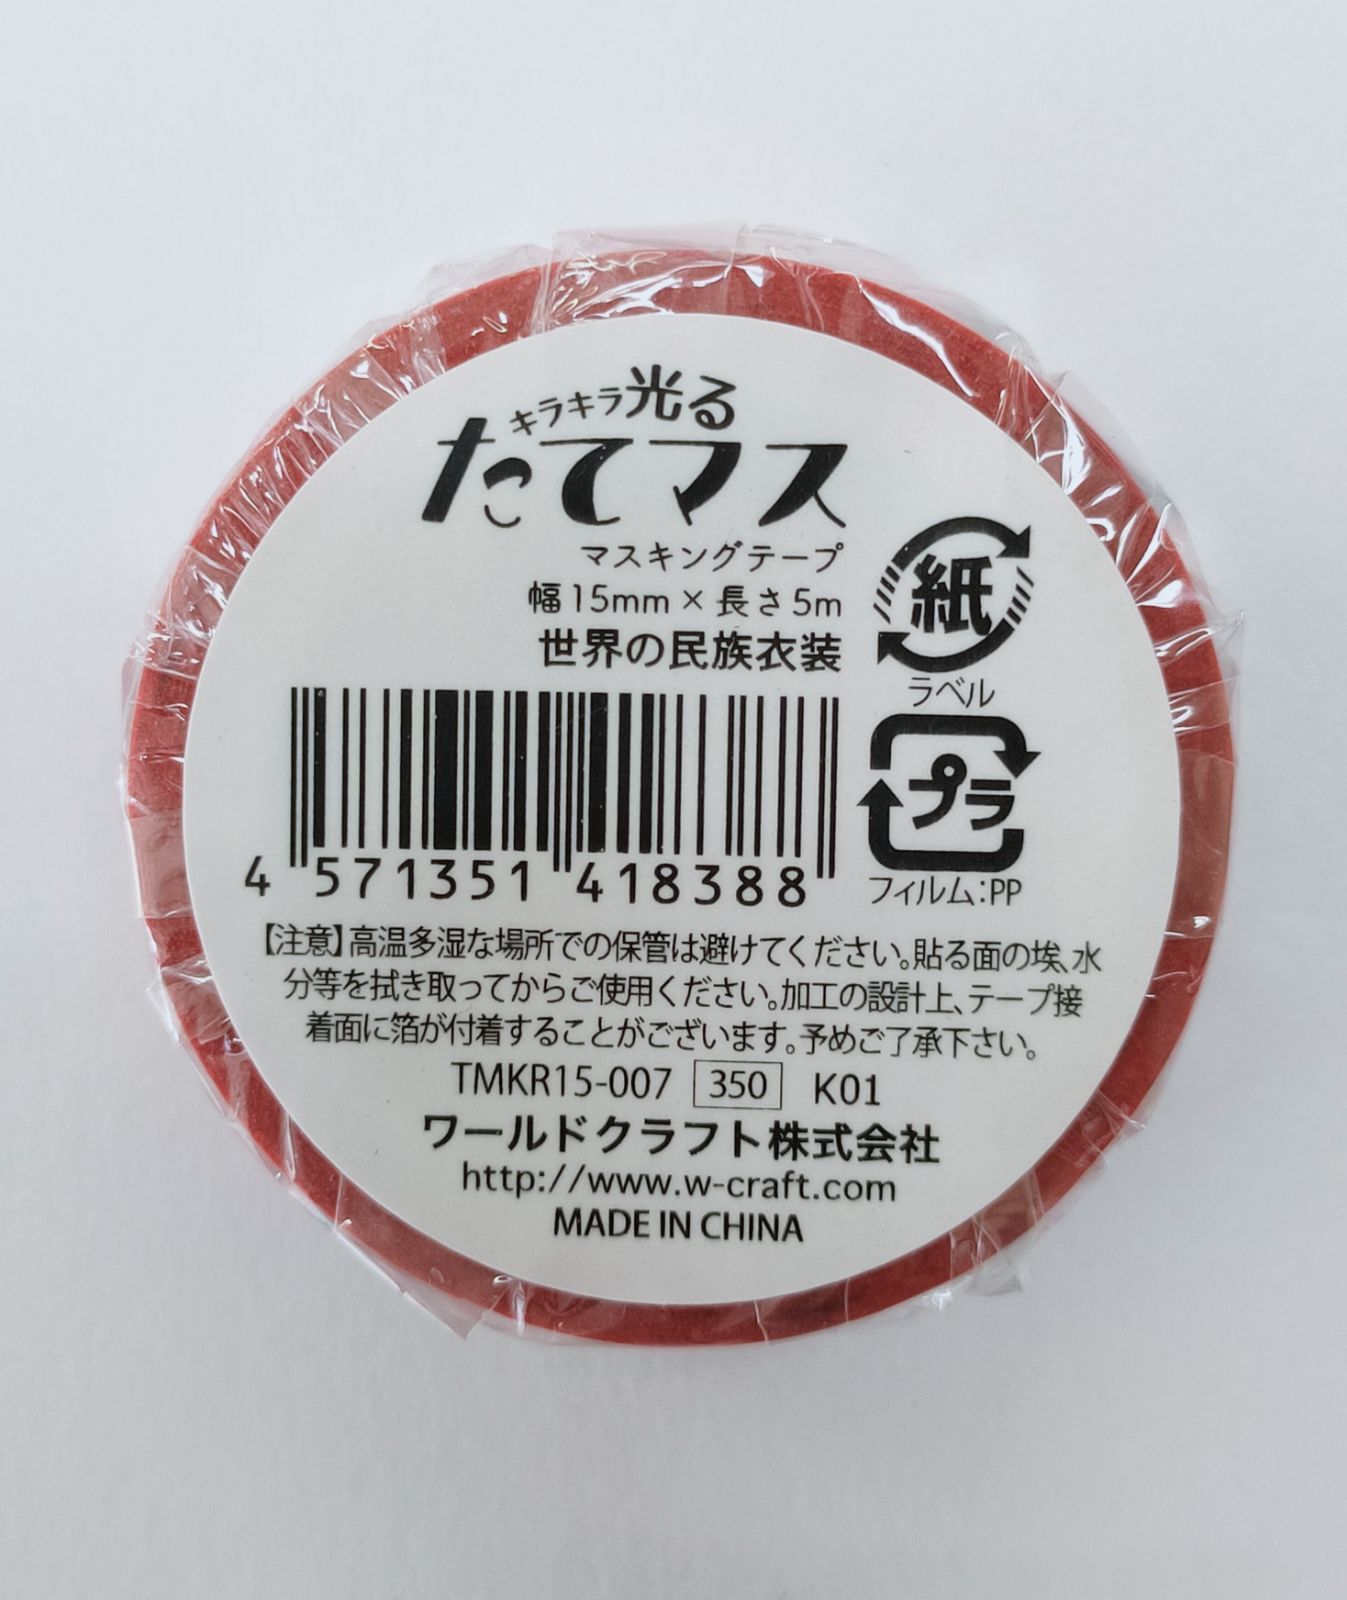 キラキラ光る
たてマス
マスキングテープ
幅15mm×長さ5m
世界の民族衣装
紙
ラベル
プラ
フィルム:PP
4 571351 418388
【注意】高温多湿な場所での保管は避けてください。貼る面の埃、水
分等を拭き取ってからご使用ください。加工の設計上、テープ接
着面に箔が付着することがございます。予めご了承下さい。
TMKR15-007 350 K01
ワールドクラフト株式会社
http://www.w-craft.com
MADE IN CHINA